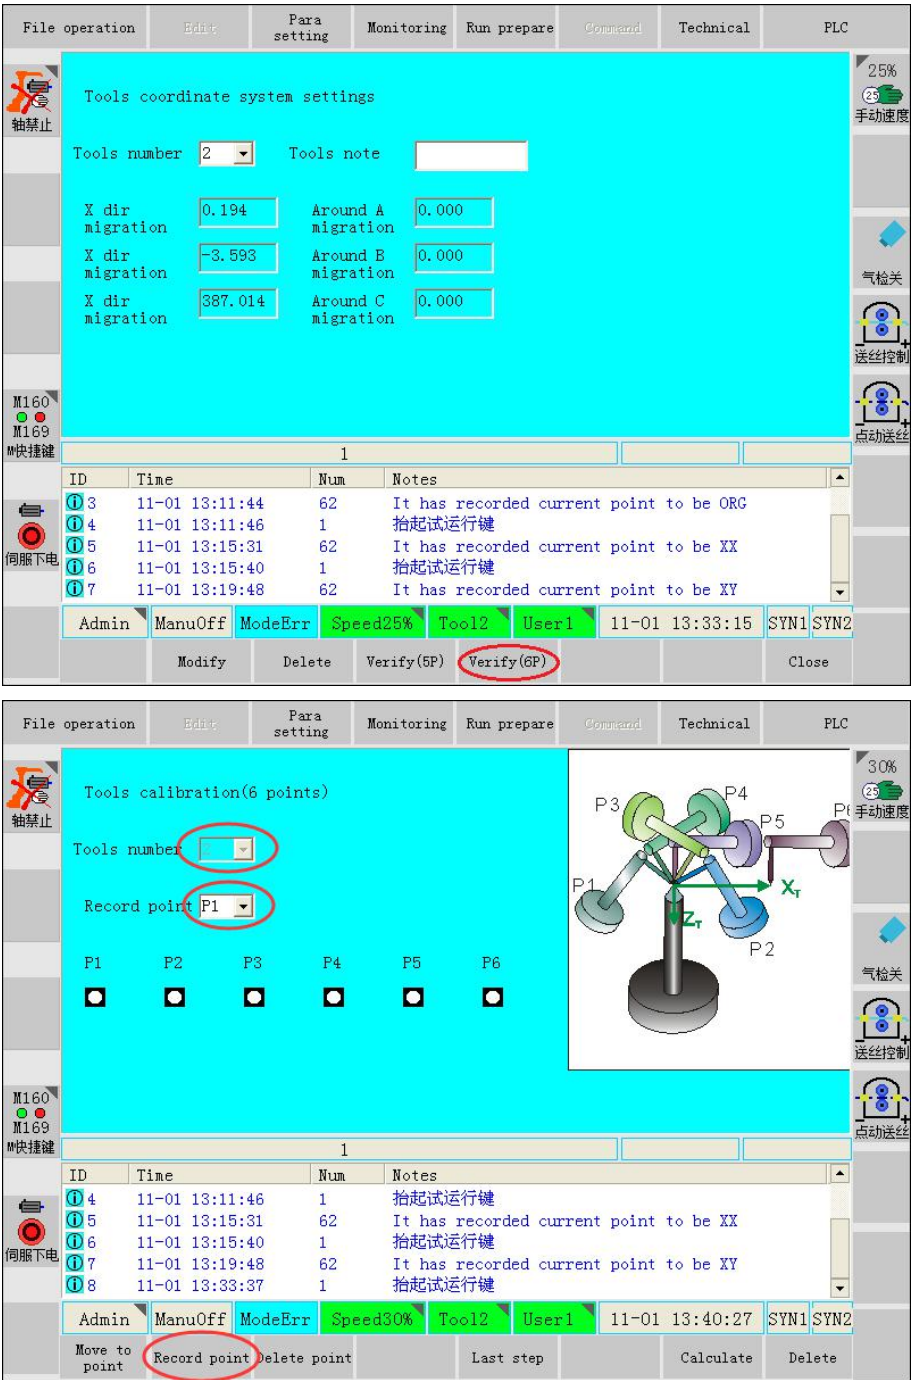 File operation Edit Para setting Monitoring Run prepare Command Technical PLC
轴禁止
25%
25
手动速度
Tools coordinate system settings
Tools number 2 Tools note
X dir migration 0.194 Around A migration 0.000
X dir migration -3.593 Around B migration 0.000
X dir migration 387.014 Around C migration 0.000
气检关
送丝控制
点动送丝
M160
M169
M快捷键
伺服下电
1
ID Time Num Notes
3 11-01 13:11:44 62 It has recorded current point to be ORG
4 11-01 13:11:46 1 抬起试运行键
5 11-01 13:15:31 62 It has recorded current point to be XX
6 11-01 13:15:40 1 抬起试运行键
7 11-01 13:19:48 62 It has recorded current point to be XY
Admin ManuOff ModeErr Speed25% Tool2 User1 11-01 13:33:15 SYN1 SYN2
Modify Delete Verify(5P) Verify(6P) Close
File operation Edit Para setting Monitoring Run prepare Command Technical PLC
轴禁止
30%
25
手动速度
Tools calibration(6 points)
Tools number 2
Record point P1
P1 P2 P3 P4 P5 P6
P3 P4 P5 P6
P1 XT
ZT
P2
气检关
送丝控制
点动送丝
M160
M169
M快捷键
伺服下电
1
ID Time Num Notes
4 11-01 13:11:46 1 抬起试运行键
5 11-01 13:15:31 62 It has recorded current point to be XX
6 11-01 13:15:40 1 抬起试运行键
7 11-01 13:19:48 62 It has recorded current point to be XY
8 11-01 13:33:37 1 抬起试运行键
Admin ManuOff ModeErr Speed30% Tool2 User1 11-01 13:40:27 SYN1 SYN2
Move to point Record point Delete point Last step Calculate Delete